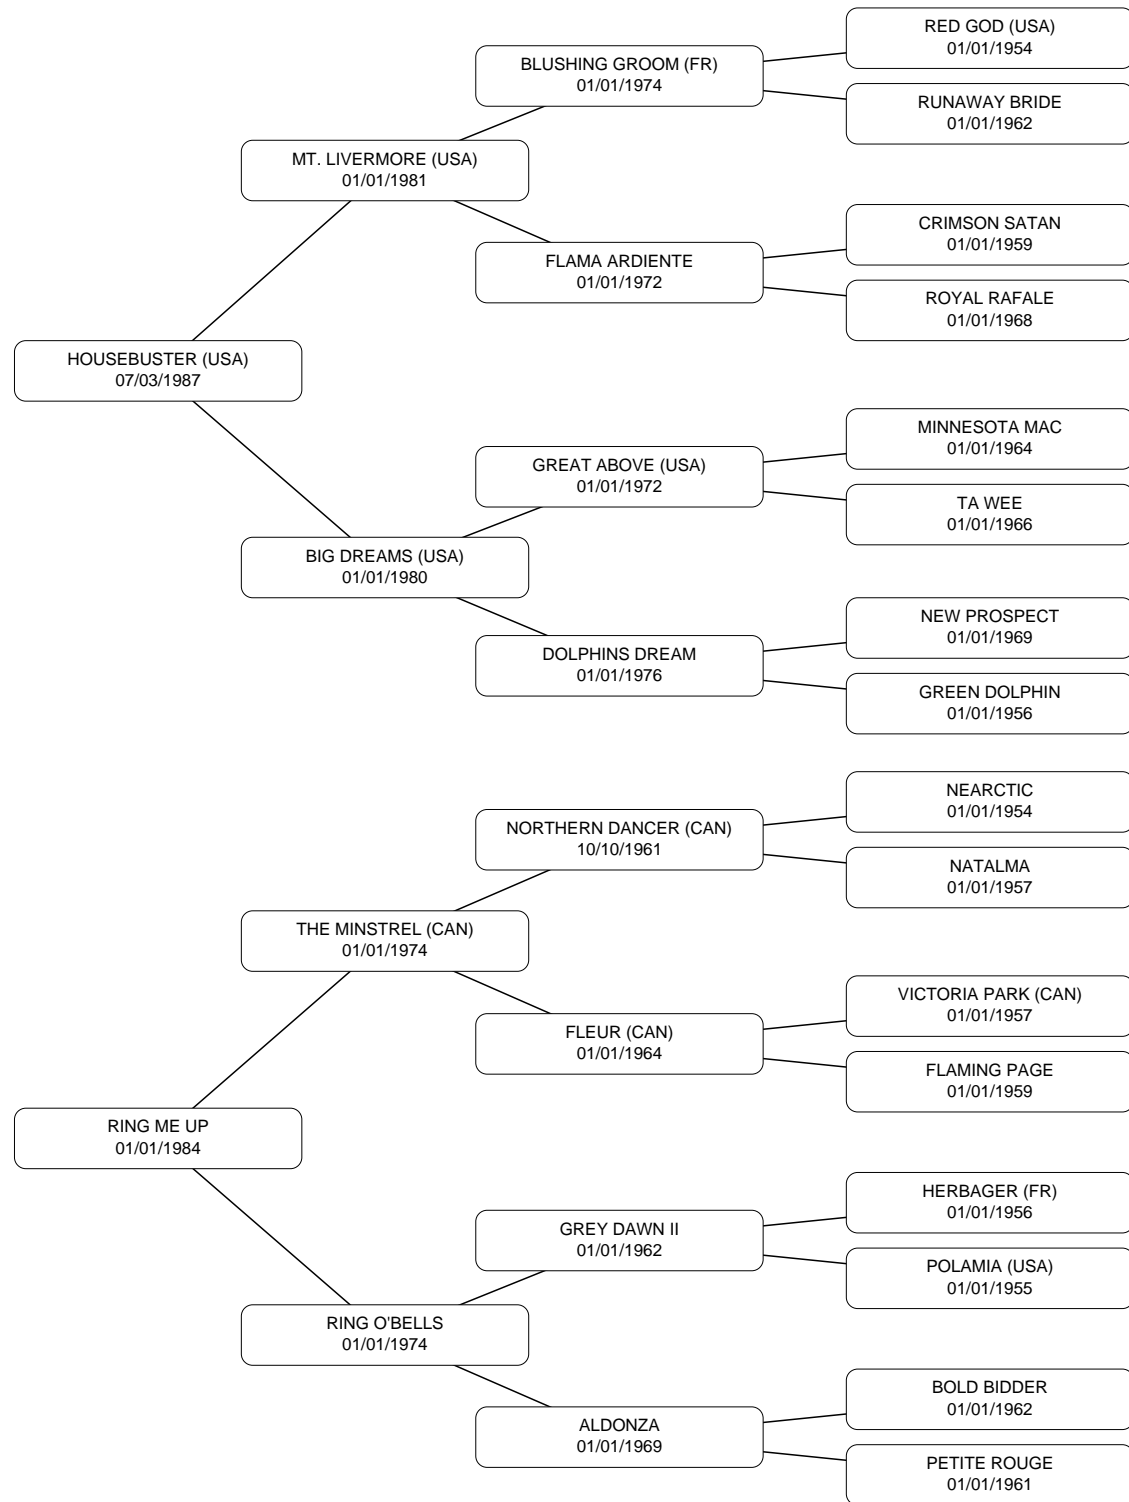 RED GOD (USA)
01/01/1954
BLUSHING GROOM (FR)
01/01/1974
RUNAWAY BRIDE
01/01/1962
MT. LIVERMORE (USA)
01/01/1981
CRIMSON SATAN
01/01/1959
FLAMA ARDIENTE
01/01/1972
ROYAL RAFALE
01/01/1968
HOUSEBUSTER (USA)
07/03/1987
MINNESOTA MAC
01/01/1964
GREAT ABOVE (USA)
01/01/1972
TA WEE
01/01/1966
BIG DREAMS (USA)
01/01/1980
NEW PROSPECT
01/01/1969
DOLPHINS DREAM
01/01/1976
GREEN DOLPHIN
01/01/1956
NEARCTIC
01/01/1954
NORTHERN DANCER (CAN)
10/10/1961
NATALMA
01/01/1957
THE MINSTREL (CAN)
01/01/1974
VICTORIA PARK (CAN)
01/01/1957
FLEUR (CAN)
01/01/1964
FLAMING PAGE
01/01/1959
RING ME UP
01/01/1984
HERBAGER (FR)
01/01/1956
GREY DAWN II
01/01/1962
POLAMIA (USA)
01/01/1955
RING O'BELLS
01/01/1974
BOLD BIDDER
01/01/1962
ALDONZA
01/01/1969
PETITE ROUGE
01/01/1961